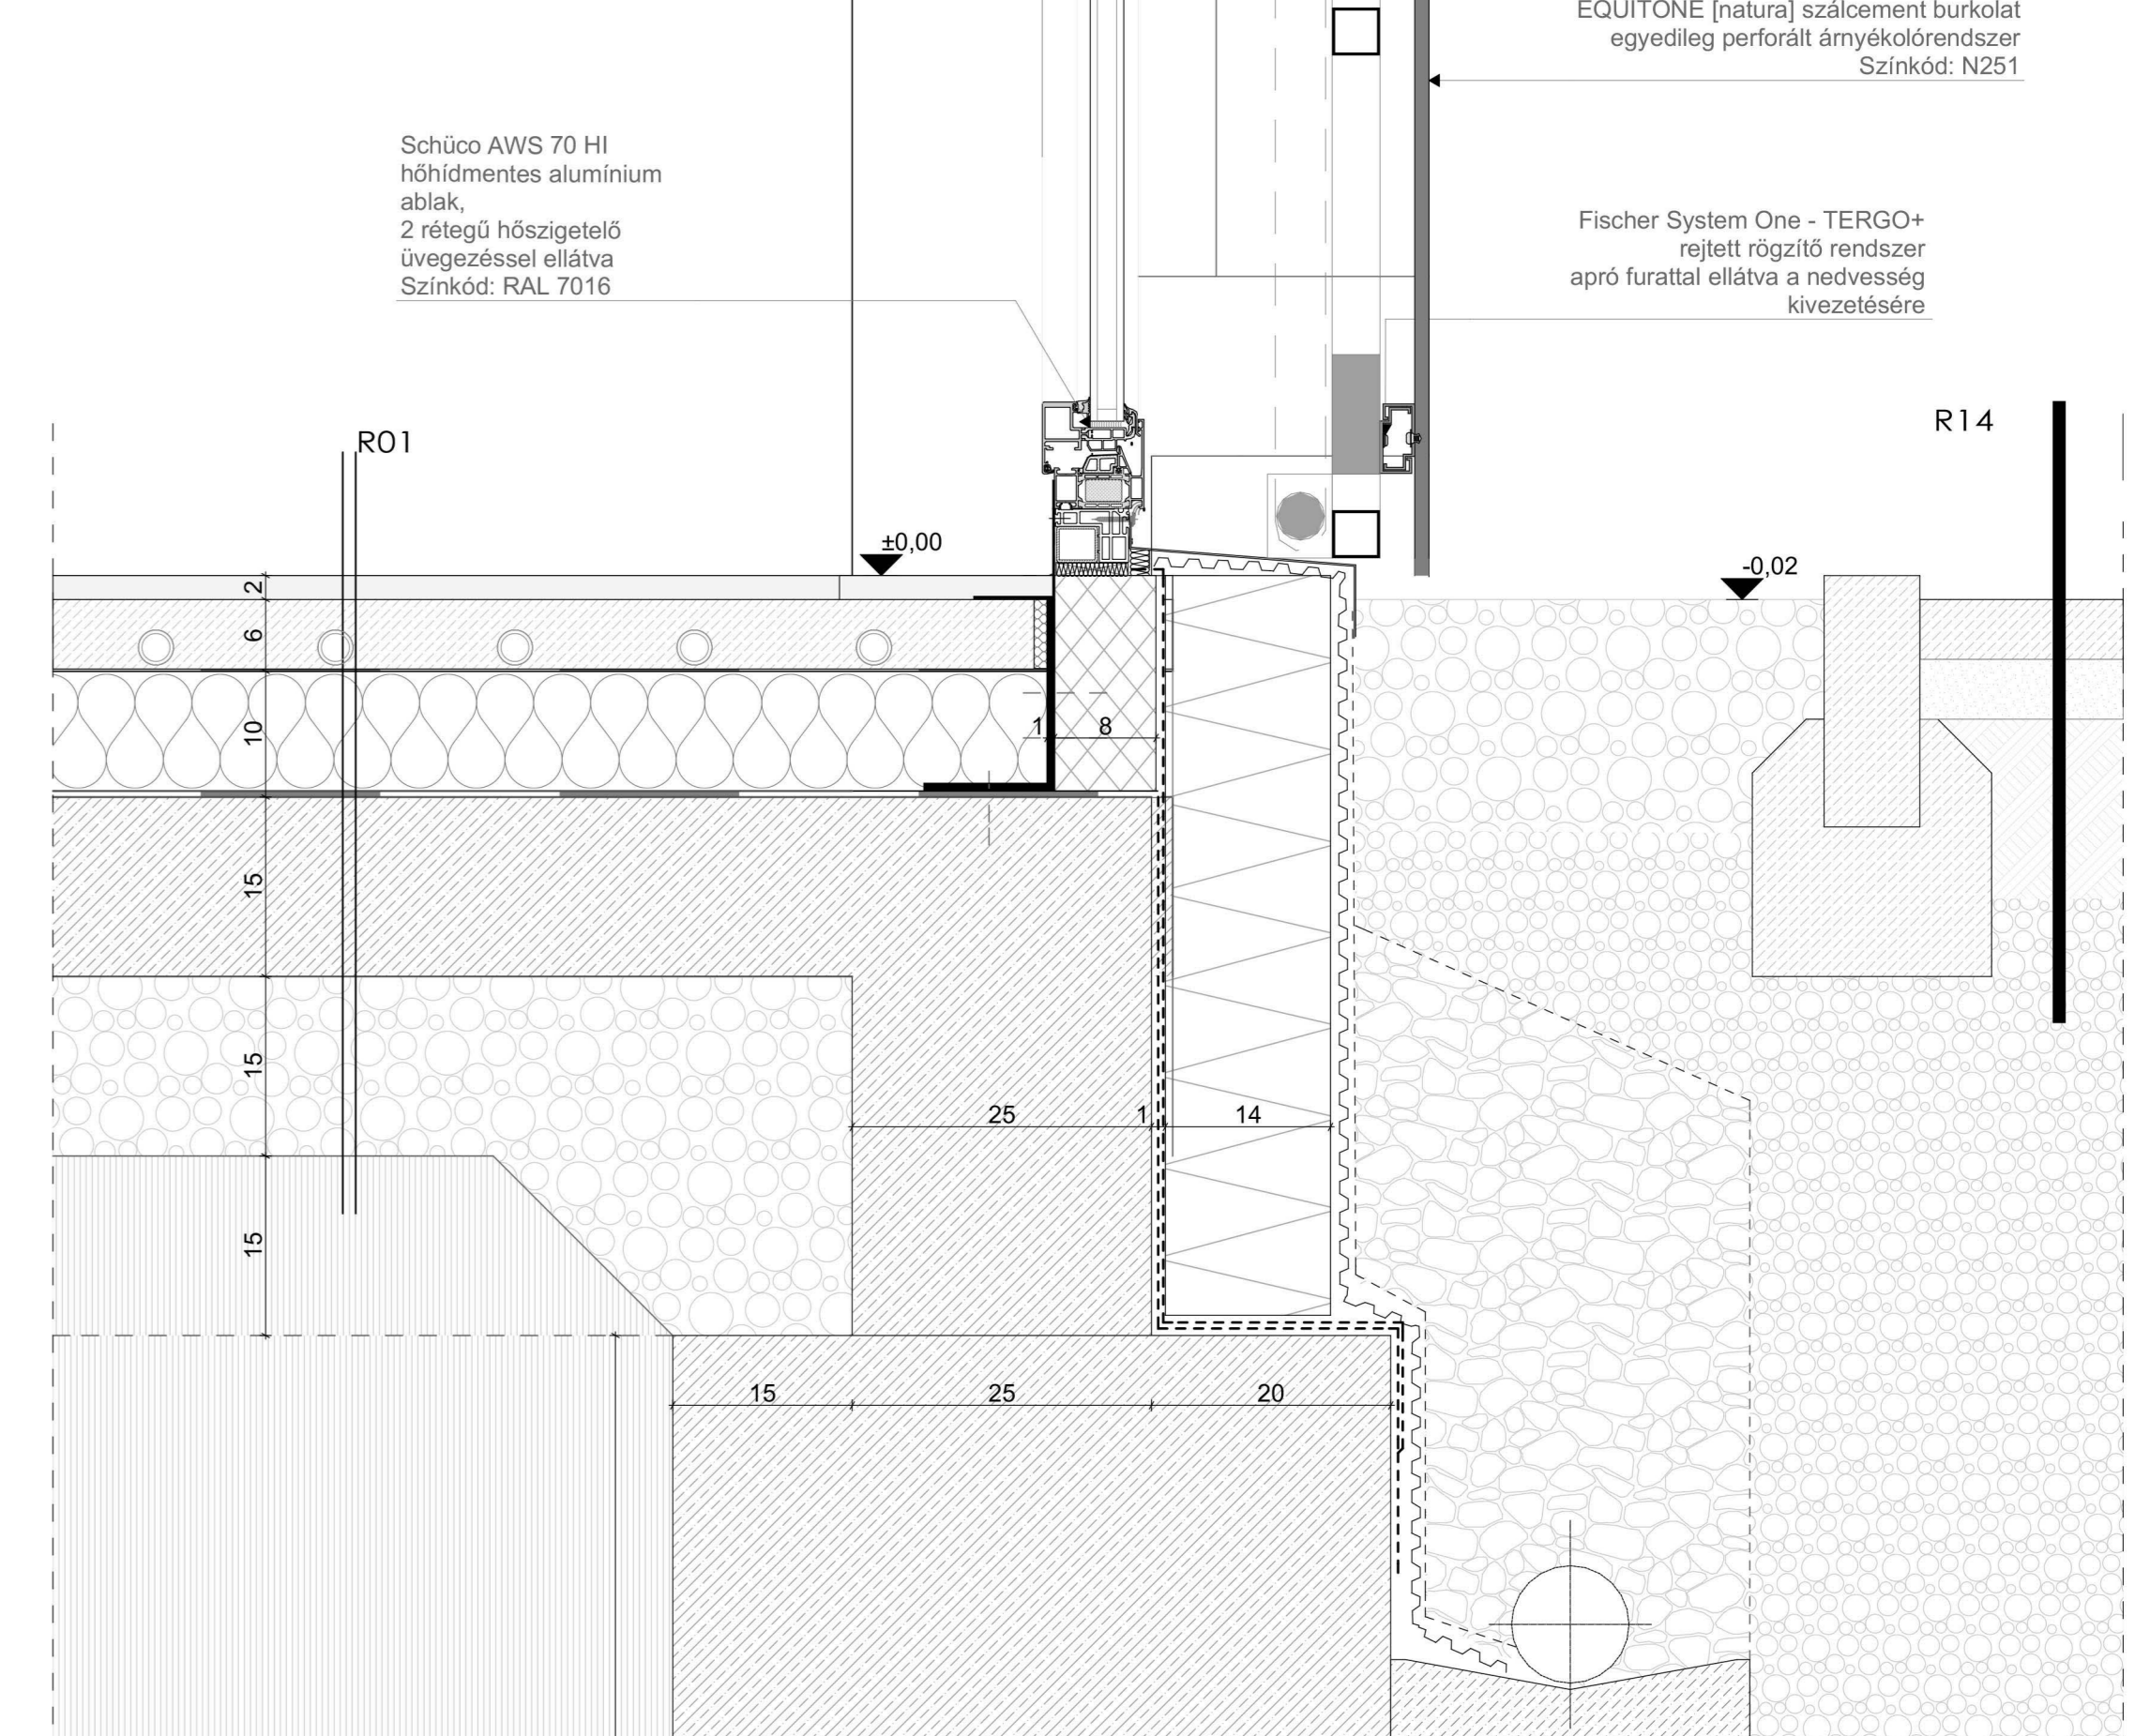 EQUITONE [natura] szálcement burkolat
egyedileg perforált árnyékolórendszer
Színkód: N251
Schüco AWS 70 HI
hőhídmentes alumínium
ablak,
2 rétegű hőszigetelő
üvegezéssel ellátva
Színkód: RAL 7016
Fischer System One - TERGO+
rejtett rögzítő rendszer
apró furattal ellátva a nedvesség
kivezetésére
R01
R14
±0,00
-0,02
2
6
10
1
8
15
15
25
1
14
15
15
25
20